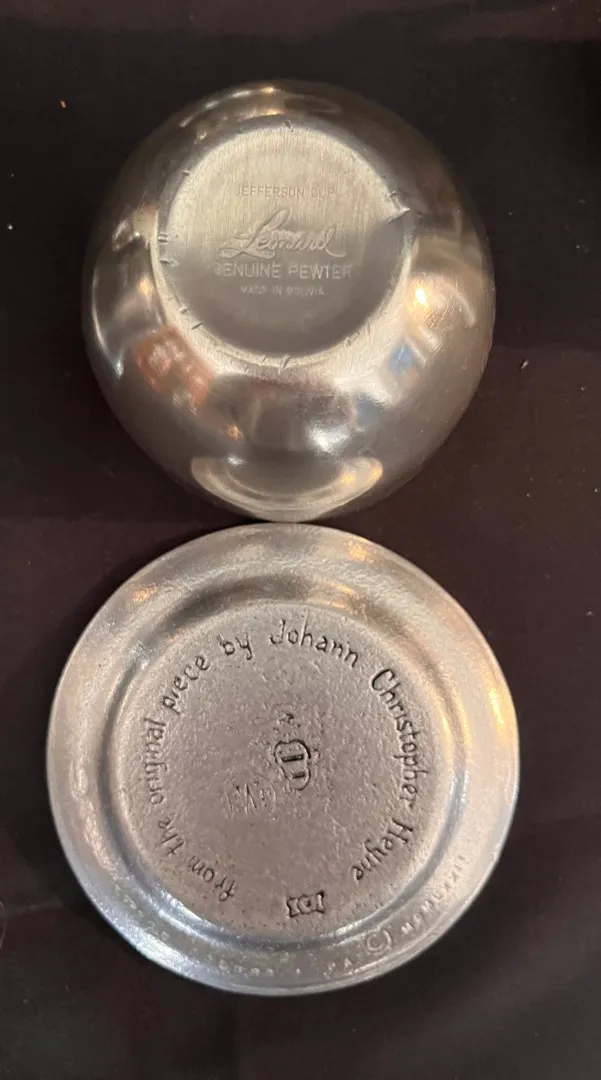 JEFFERSON CUP
Leonard
GENUINE PEWTER
MADE IN BOLIVIA
from the original piece by Johann Christopher Heyne
©